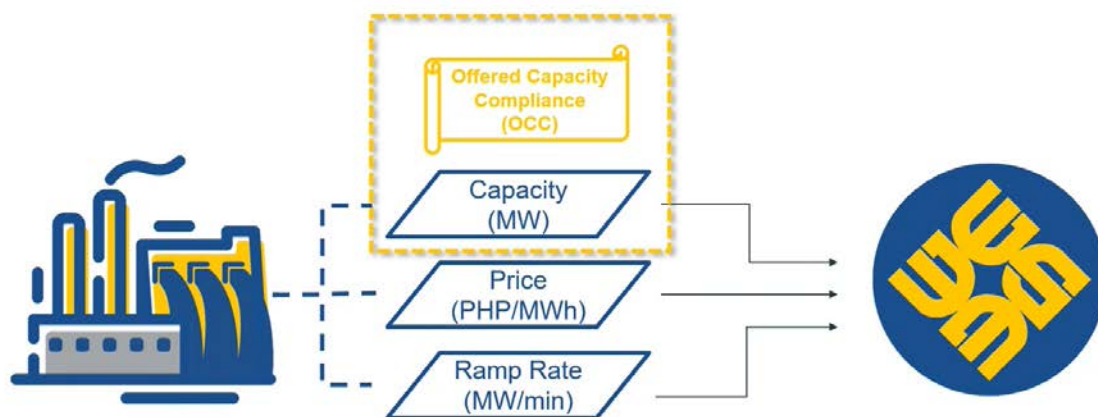 Offered Capacity
Compliance
(OCC)
Capacity
(MW)
Price
(PHP/MWh)
Ramp Rate
(MW/min)